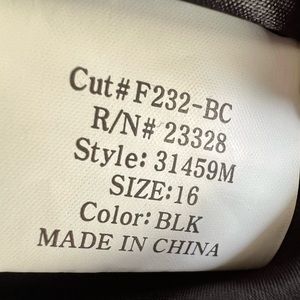 Cut# F232-BC
R/N# 23328
Style: 31459M
SIZE: 16
Color: BLK
MADE IN CHINA